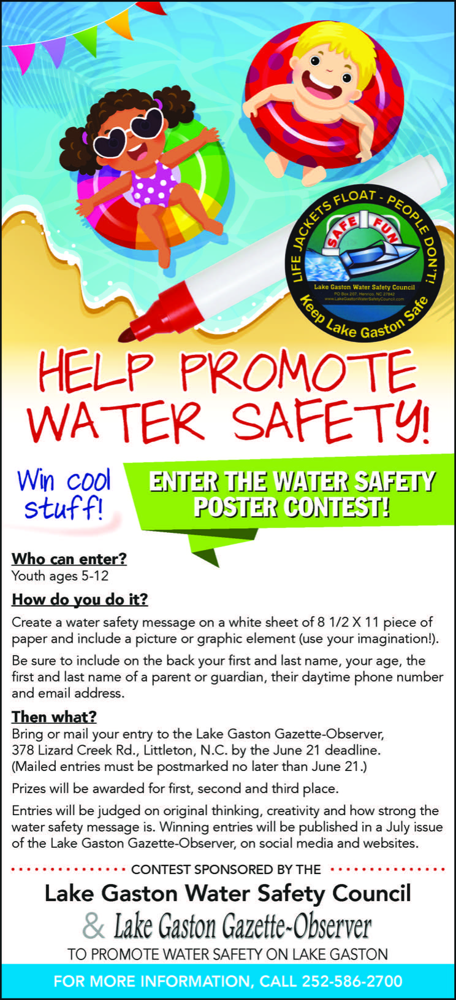 LIFE JACKETS FLOAT - PEOPLE DON'T!
SAFE FUN
Lake Gaston Water Safety Council
PO Box 207, Henrico, NC 27842
www.LakeGastonWaterSafetyCouncil.com
Keep Lake Gaston Safe
HELP PROMOTE
WATER SAFETY!
Win cool
stuff!
ENTER THE WATER SAFETY
POSTER CONTEST!
Who can enter?
Youth ages 5-12
How do you do it?
Create a water safety message on a white sheet of 8 1/2 X 11 piece of
paper and include a picture or graphic element (use your imagination!).
Be sure to include on the back your first and last name, your age, the
first and last name of a parent or guardian, their daytime phone number
and email address.
Then what?
Bring or mail your entry to the Lake Gaston Gazette-Observer,
378 Lizard Creek Rd., Littleton, N.C. by the June 21 deadline.
(Mailed entries must be postmarked no later than June 21.)
Prizes will be awarded for first, second and third place.
Entries will be judged on original thinking, creativity and how strong the
water safety message is. Winning entries will be published in a July issue
of the Lake Gaston Gazette-Observer, on social media and websites.
CONTEST SPONSORED BY THE
Lake Gaston Water Safety Council
& Lake Gaston Gazette-Observer
TO PROMOTE WATER SAFETY ON LAKE GASTON
FOR MORE INFORMATION, CALL 252-586-2700